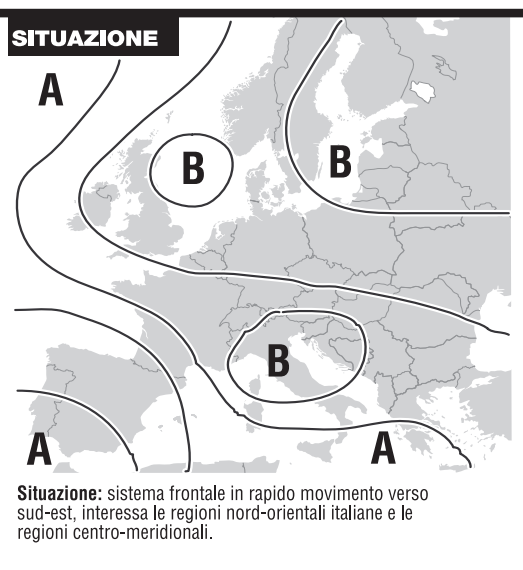 SITUAZIONE
A
B
B
B
A
A
Situazione: sistema frontale in rapido movimento verso
sud-est, interessa le regioni nord-orientali italiane e le
regioni centro-meridionali.